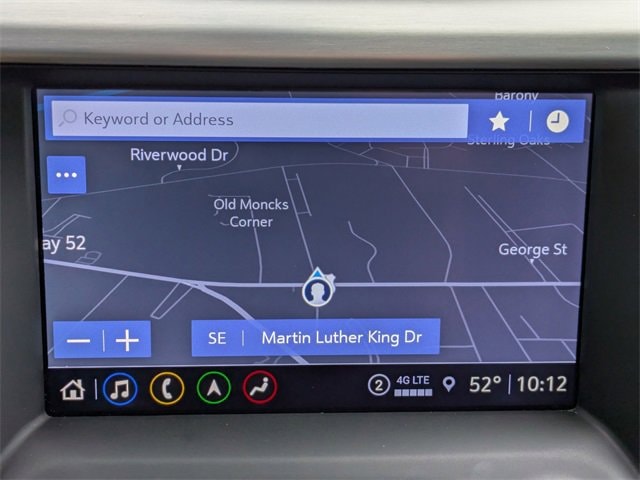 Barony
Keyword or Address
Sterling Oaks
Riverwood Dr
Old Moncks
Corner
ay 52
George St
SE | Martin Luther King Dr
2 4G LTE 52° | 10:12